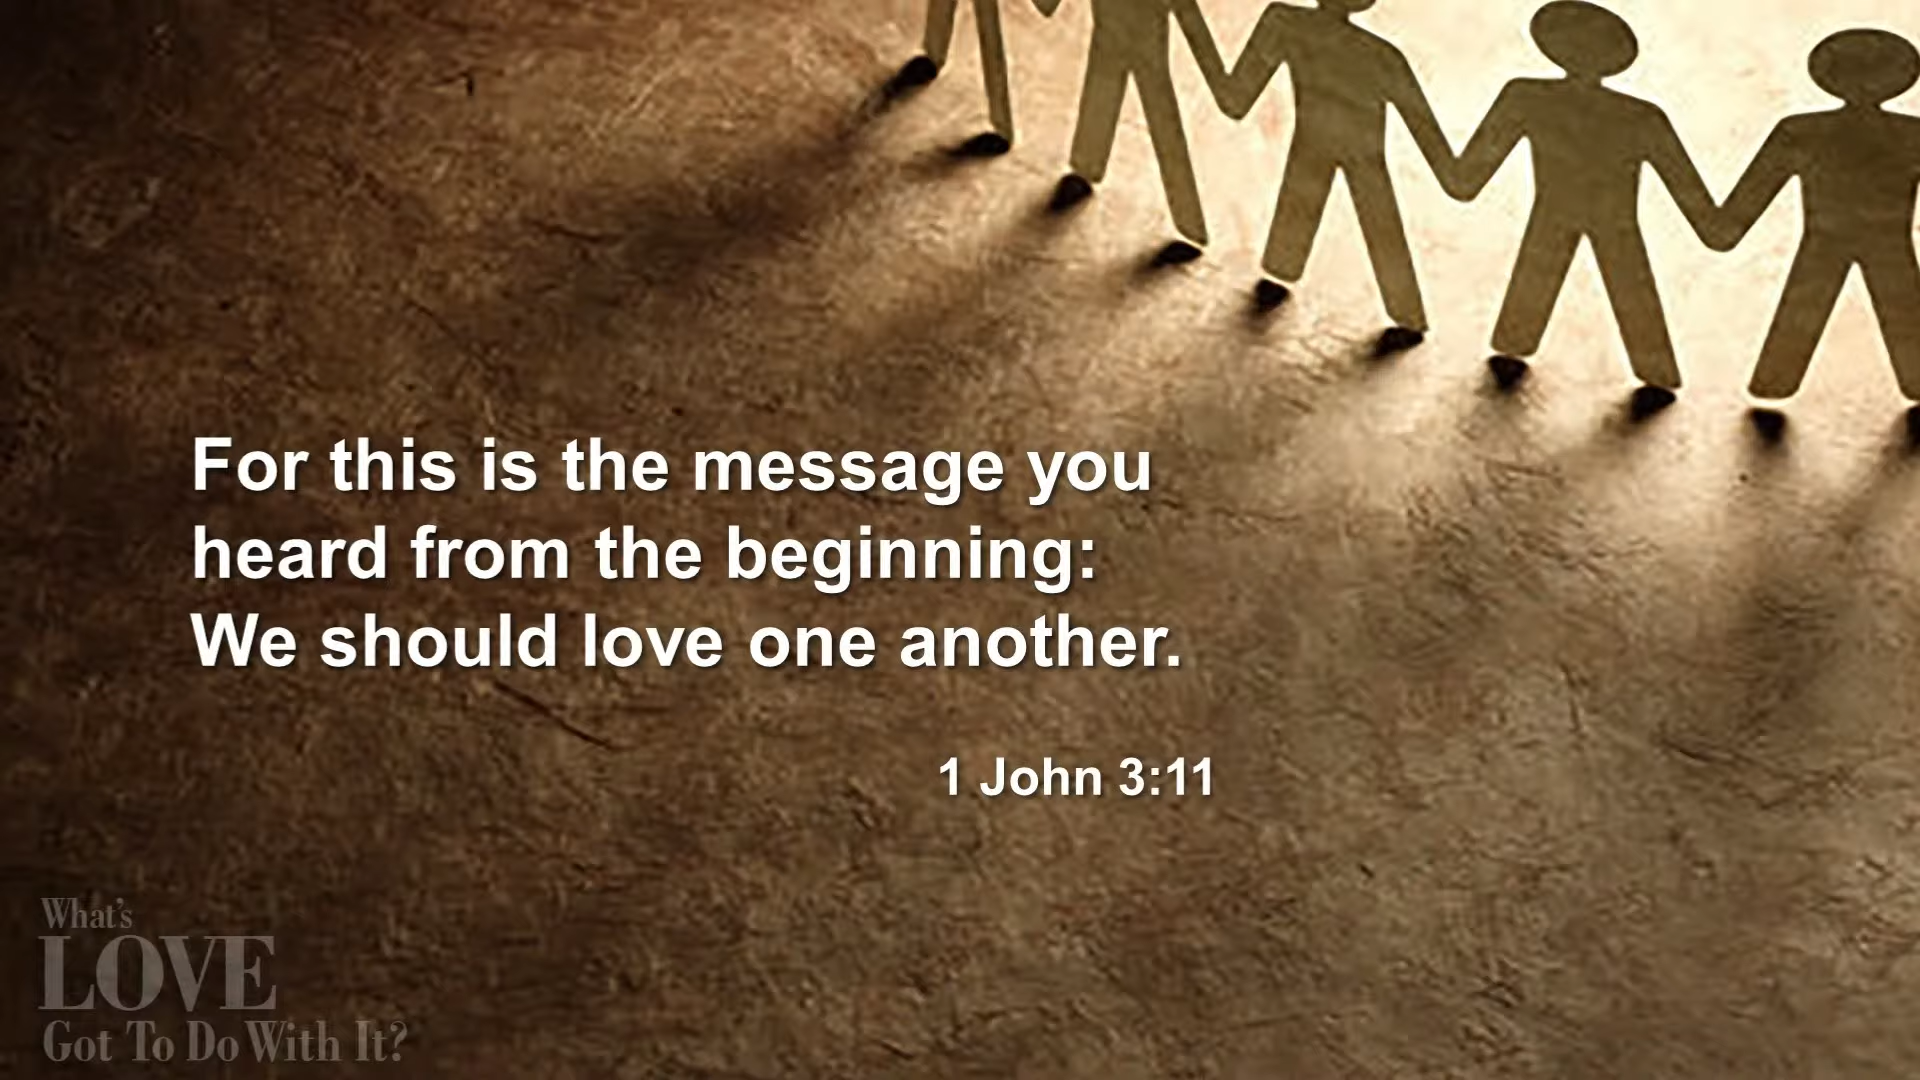 For this is the message you
heard from the beginning:
We should love one another.
1 John 3:11
What's
LOVE
Got To Do With It?